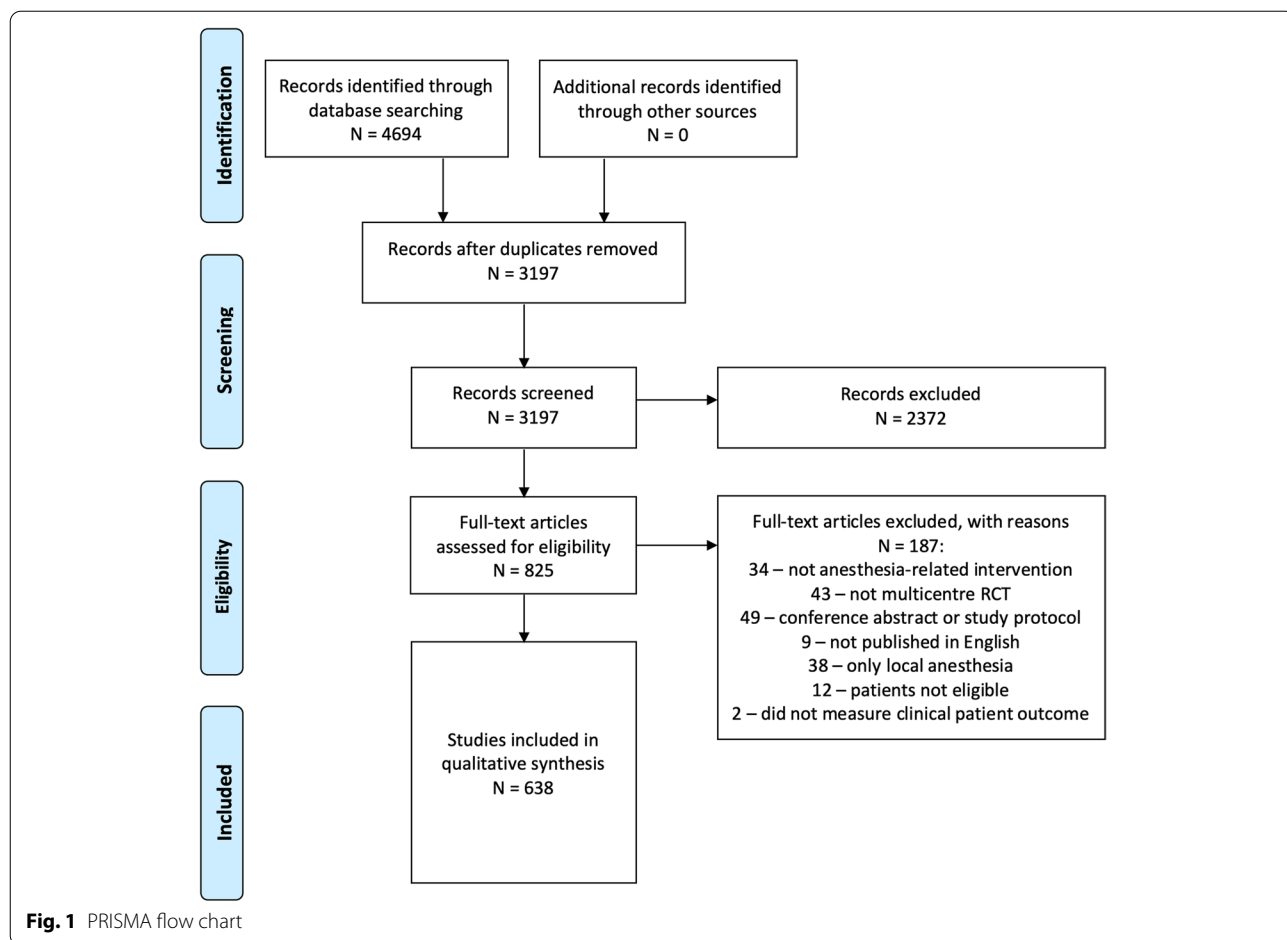 Identification
Records identified through
database searching
N = 4694
Additional records identified
through other sources
N = 0
Records after duplicates removed
N = 3197
Screening
Records screened
N = 3197
Records excluded
N = 2372
Eligibility
Full-text articles
assessed for eligibility
N = 825
Full-text articles excluded, with reasons
N = 187:
34 – not anesthesia-related intervention
43 – not multicentre RCT
49 – conference abstract or study protocol
9 – not published in English
38 – only local anesthesia
12 – patients not eligible
2 – did not measure clinical patient outcome
Included
Studies included in
qualitative synthesis
N = 638
Fig. 1 PRISMA flow chart